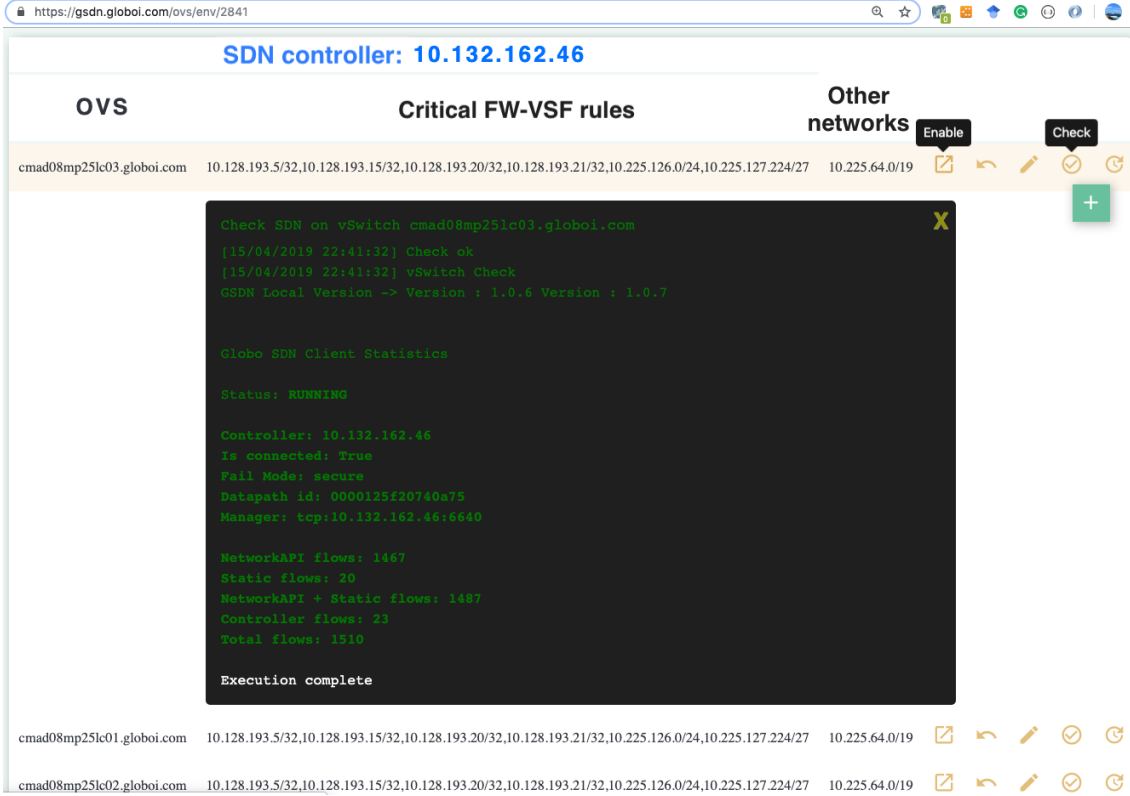 https://gsdn.globoi.com/ovs/env/2841
0
SDN controller: 10.132.162.46
OVS Critical FW-VSF rules Other networks
Enable Check
cmad08mp25lc03.globoi.com 10.128.193.5/32,10.128.193.15/32,10.128.193.20/32,10.128.193.21/32,10.225.126.0/24,10.225.127.224/27 10.225.64.0/19
+
X
Check SDN on vSwitch cmad08mp25lc03.globoi.com
[15/04/2019 22:41:32] Check ok
[15/04/2019 22:41:32] vSwitch Check
GSDN Local Version -> Version : 1.0.6 Version : 1.0.7
Globo SDN Client Statistics
Status: RUNNING
Controller: 10.132.162.46
Is connected: True
Fail Mode: secure
Datapath id: 0000125f20740a75
Manager: tcp:10.132.162.46:6640
NetworkAPI flows: 1467
Static flows: 20
NetworkAPI + Static flows: 1487
Controller flows: 23
Total flows: 1510
Execution complete
cmad08mp25lc01.globoi.com 10.128.193.5/32,10.128.193.15/32,10.128.193.20/32,10.128.193.21/32,10.225.126.0/24,10.225.127.224/27 10.225.64.0/19
cmad08mp25lc02.globoi.com 10.128.193.5/32,10.128.193.15/32,10.128.193.20/32,10.128.193.21/32,10.225.126.0/24,10.225.127.224/27 10.225.64.0/19